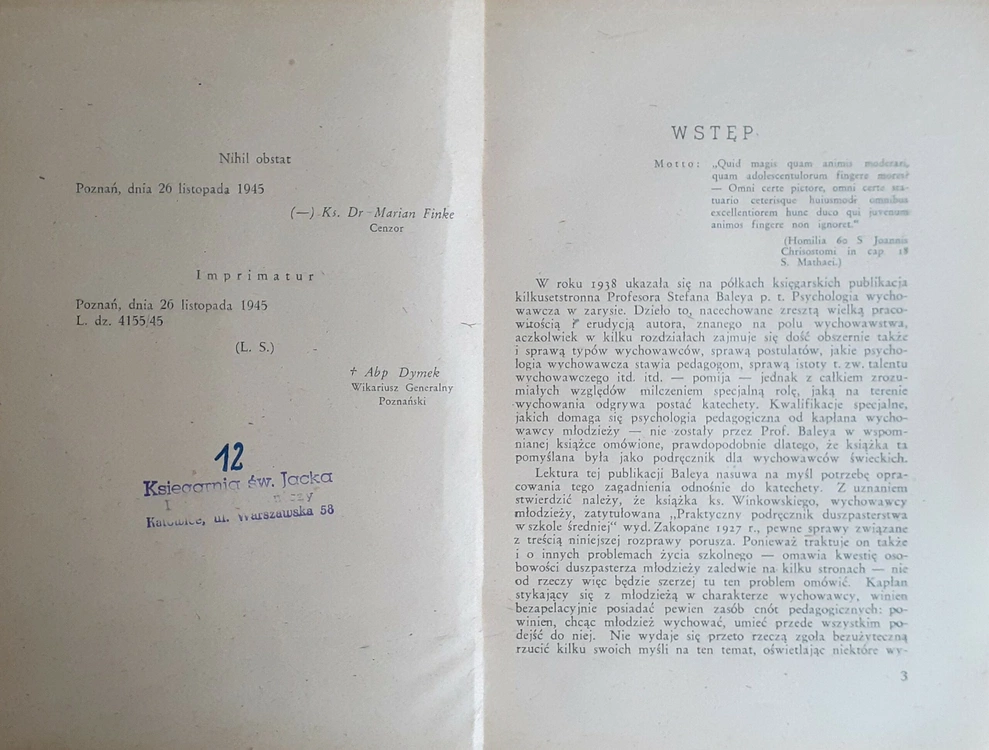 Nihil obstat
Poznań, dnia 26 listopada 1945
(—) Ks. Dr Marian Finke
Cenzor
Imprimatur
Poznań, dnia 26 listopada 1945
L. dz. 4155/45
(L. S.)
† Abp Dymek
Wikariusz Generalny
Poznański
12
Księgarnia św. Jacka
Katowice, ul. Warszawska 58
WSTĘP
Motto: „Quid magis quam animis moderari,
quam adolescentulorum fingere mores?
— Omni certe pictore, omni certe sta-
tuario ceterisque huiusmodi omnibus
excellentiorem hunc duco qui juvenum
animos fingere non ignoret.“
(Homilia 60 S Joannis
Chrisostomi in cap 18
S. Mathaei.)
W roku 1938 ukazała się na półkach księgarskich publikacja
kilkusetstronna Profesora Stefana Baleya p. t. Psychologia wycho-
wawcza w zarysie. Dzieło to, nacechowane zresztą wielką praco-
witością i erudycją autora, znanego na polu wychowawstwa,
aczkolwiek w kilku rozdziałach zajmuje się dość obszernie także
i sprawą typów wychowawców, sprawą postulatów, jakie psycho-
logia wychowawcza stawia pedagogom, sprawą istoty t. zw. talentu
wychowawczego itd. itd. — pomija — jednak z całkiem zrozu-
miałych względów milczeniem specjalną rolę, jaką na terenie
wychowania odgrywa postać katechety. Kwalifikacje specjalne,
jakich domaga się psychologia pedagogiczna od kapłana wycho-
wawcy młodzieży — nie zostały przez Prof. Baleya w wspom-
nianej książce omówione, prawdopodobnie dlatego, że książka ta
pomyślana była jako podręcznik dla wychowawców świeckich.
Lektura tej publikacji Baleya nasuwa na myśl potrzebę opra-
cowania tego zagadnienia odnośnie do katechety. Z uznaniem
stwierdzić należy, że książka ks. Winkowskiego, wychowawcy
młodzieży, zatytułowana „Praktyczny podręcznik duszpasterstwa
w szkole średniej“ wyd. Zakopane 1927 r., pewne sprawy związane
z treścią niniejszej rozprawy porusza. Ponieważ traktuje on także
i o innych problemach życia szkolnego — omawia kwestię oso-
bowości duszpasterza młodzieży zaledwie na kilku stronach — nie
od rzeczy więc będzie szerzej tu ten problem omówić. Kapłan
stykający się z młodzieżą w charakterze wychowawcy, winien
bezapelacyjnie posiadać pewien zasób cnót pedagogicznych: po-
winien, chcąc młodzież wychować, umieć przede wszystkim po-
dejść do niej. Nie wydaje się przeto rzeczą zgoła bezużyteczną
rzucić kilku swoich myśli na ten temat, oświetlając niektóre wy-
3